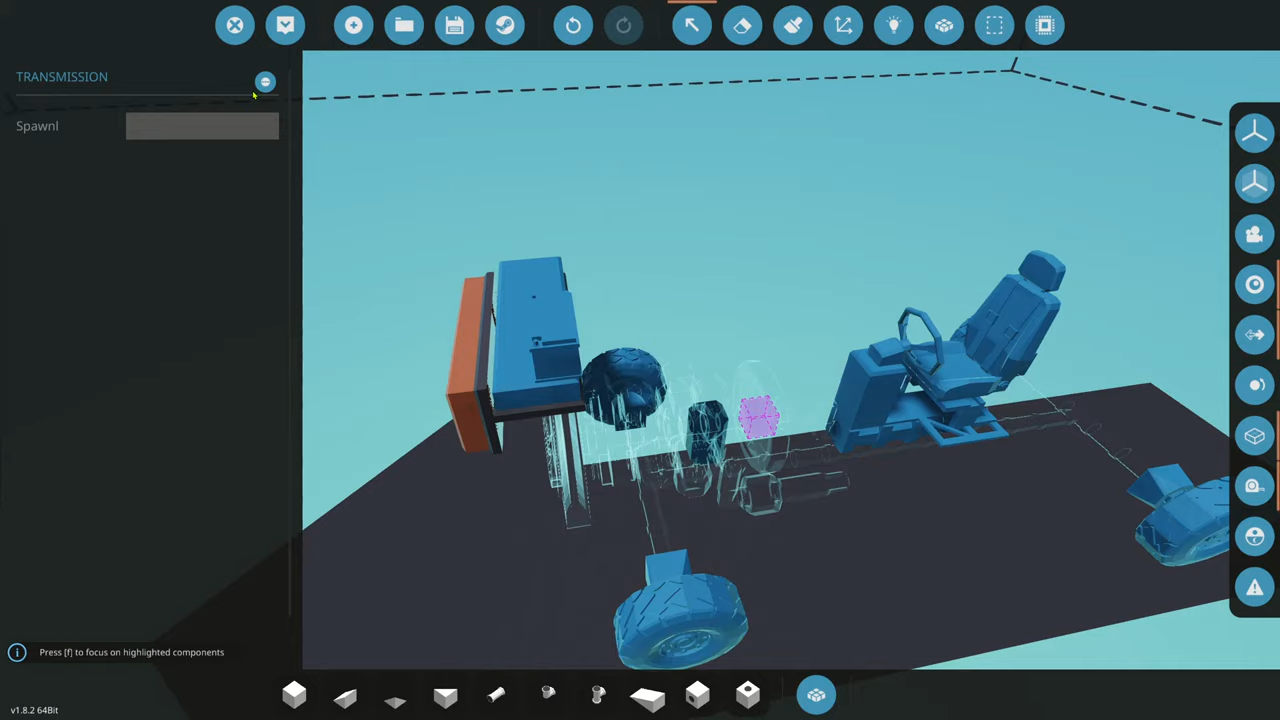 TRANSMISSION
Spawnl
Press [f] to focus on highlighted components
v1.8.2 64Bit